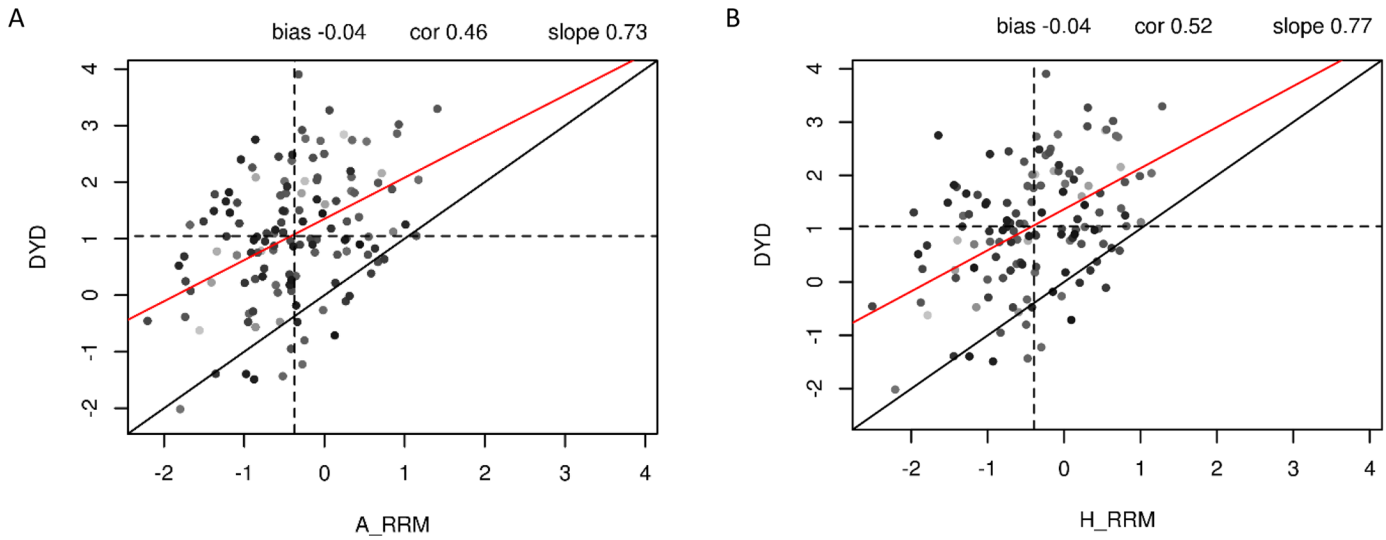 A
bias -0.04 cor 0.46 slope 0.73
4
3
2
1
0
-1
-2
DYD
-2 -1 0 1 2 3 4
A_RRM
B
bias -0.04 cor 0.52 slope 0.77
4
3
2
1
0
-1
-2
DYD
-2 -1 0 1 2 3 4
H_RRM